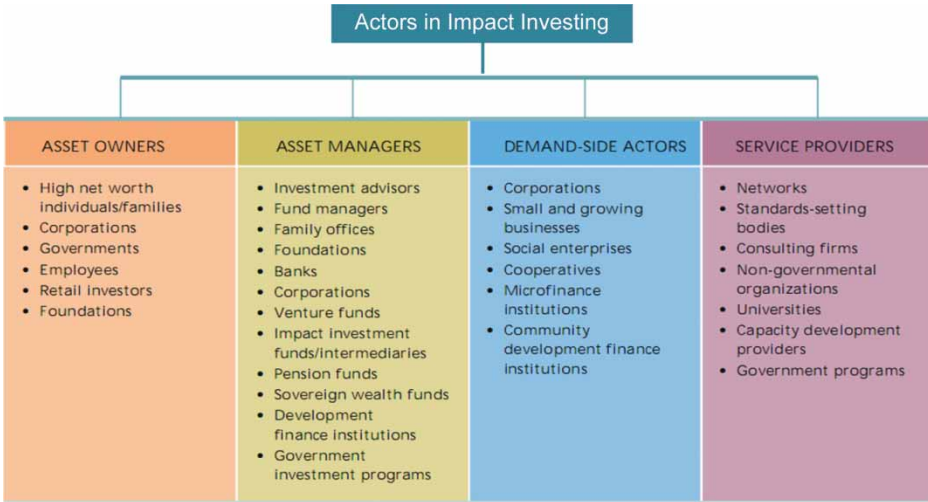 Actors in Impact Investing
ASSET OWNERS
• High net worth
individuals/families
• Corporations
• Governments
• Employees
• Retail investors
• Foundations
ASSET MANAGERS
• Investment advisors
• Fund managers
• Family offices
• Foundations
• Banks
• Corporations
• Venture funds
• Impact investment
funds/intermediaries
• Pension funds
• Sovereign wealth funds
• Development
finance institutions
• Government
investment programs
DEMAND-SIDE ACTORS
• Corporations
• Small and growing
businesses
• Social enterprises
• Cooperatives
• Microfinance
institutions
• Community
development finance
institutions
SERVICE PROVIDERS
• Networks
• Standards-setting
bodies
• Consulting firms
• Non-governmental
organizations
• Universities
• Capacity development
providers
• Government programs